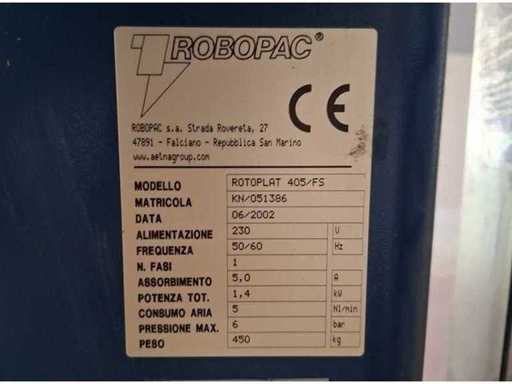 ROBOPAC®
CE
ROBOPAC s.a. Strada Rovereta, 27
47891 - Falciano - Repubblica San Marino
www.aetnagroup.com
MODELLO ROTOPLAT 405/FS
MATRICOLA KN/051386
DATA 06/2002
ALIMENTAZIONE 230 V
FREQUENZA 50/60 Hz
N. FASI 1
ASSORBIMENTO 5,0 A
POTENZA TOT. 1,4 kW
CONSUMO ARIA 5 Nl/min
PRESSIONE MAX. 6 bar
PESO 450 kg